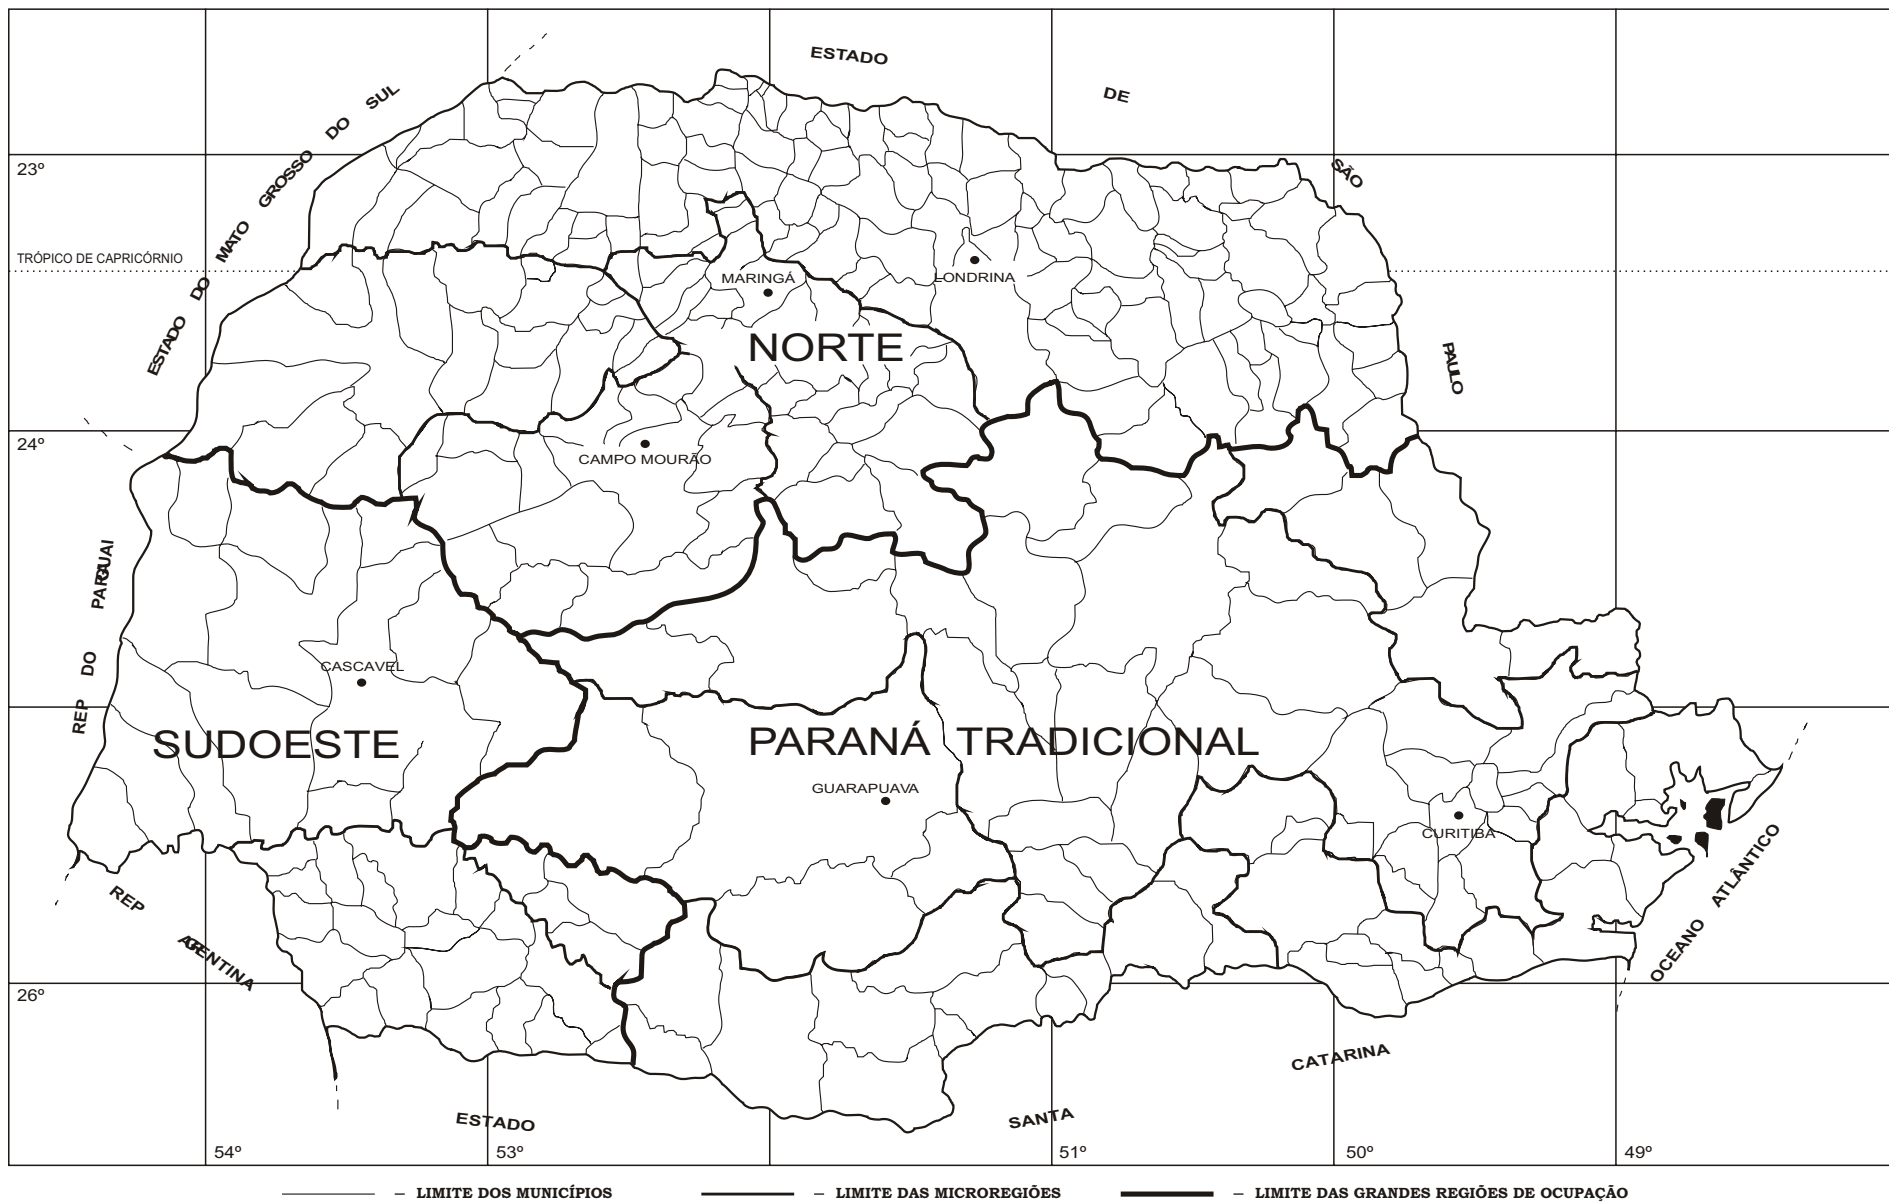 ESTADO
DE
SÃO
PAULO
ESTADO DO MATO GROSSO DO SUL
23º
TRÓPICO DE CAPRICÓRNIO
MARINGÁ
LONDRINA
NORTE
24º
CAMPO MOURÃO
REP DO PARAGUAI
CASCAVEL
SUDOESTE
PARANÁ TRADICIONAL
GUARAPUAVA
CURITIBA
OCEANO ATLÂNTICO
REP
ARGENTINA
26º
CATARINA
SANTA
ESTADO
54º
53º
51º
50º
49º
– LIMITE DOS MUNICÍPIOS
– LIMITE DAS MICROREGIÕES
– LIMITE DAS GRANDES REGIÕES DE OCUPAÇÃO